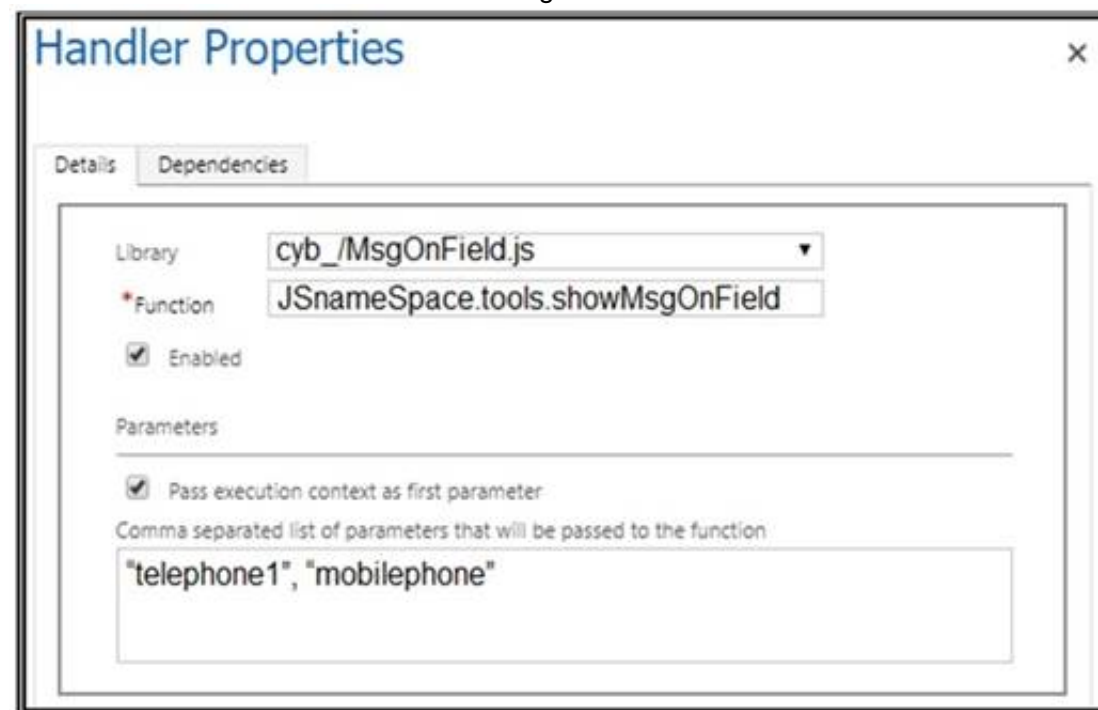 Handler Properties
×
Details Dependencies
Library cyb_/MsgOnField.js ▼
*Function JSnameSpace.tools.showMsgOnField
Enabled
Parameters
Pass execution context as first parameter
Comma separated list of parameters that will be passed to the function
"telephone1", "mobilephone"